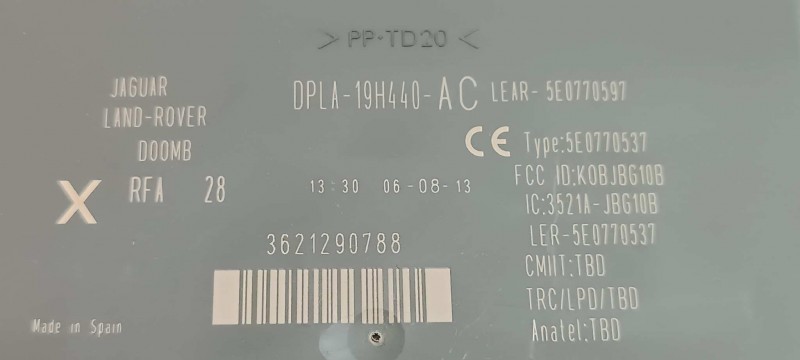 >PP-TD20<
JAGUAR
LAND-ROVER
D00MB
X RFA 28
DPLA-19H440-AC LEAR-5E0770597
CE Type:5E0770537
FCC ID:KOBJBG10B
IC:3521A-JBG10B
LER-5E0770537
CMIIT:TBD
TRC/LPD/TBD
Anatel:TBD
13:30 06-08-13
3621290788
Made in Spain